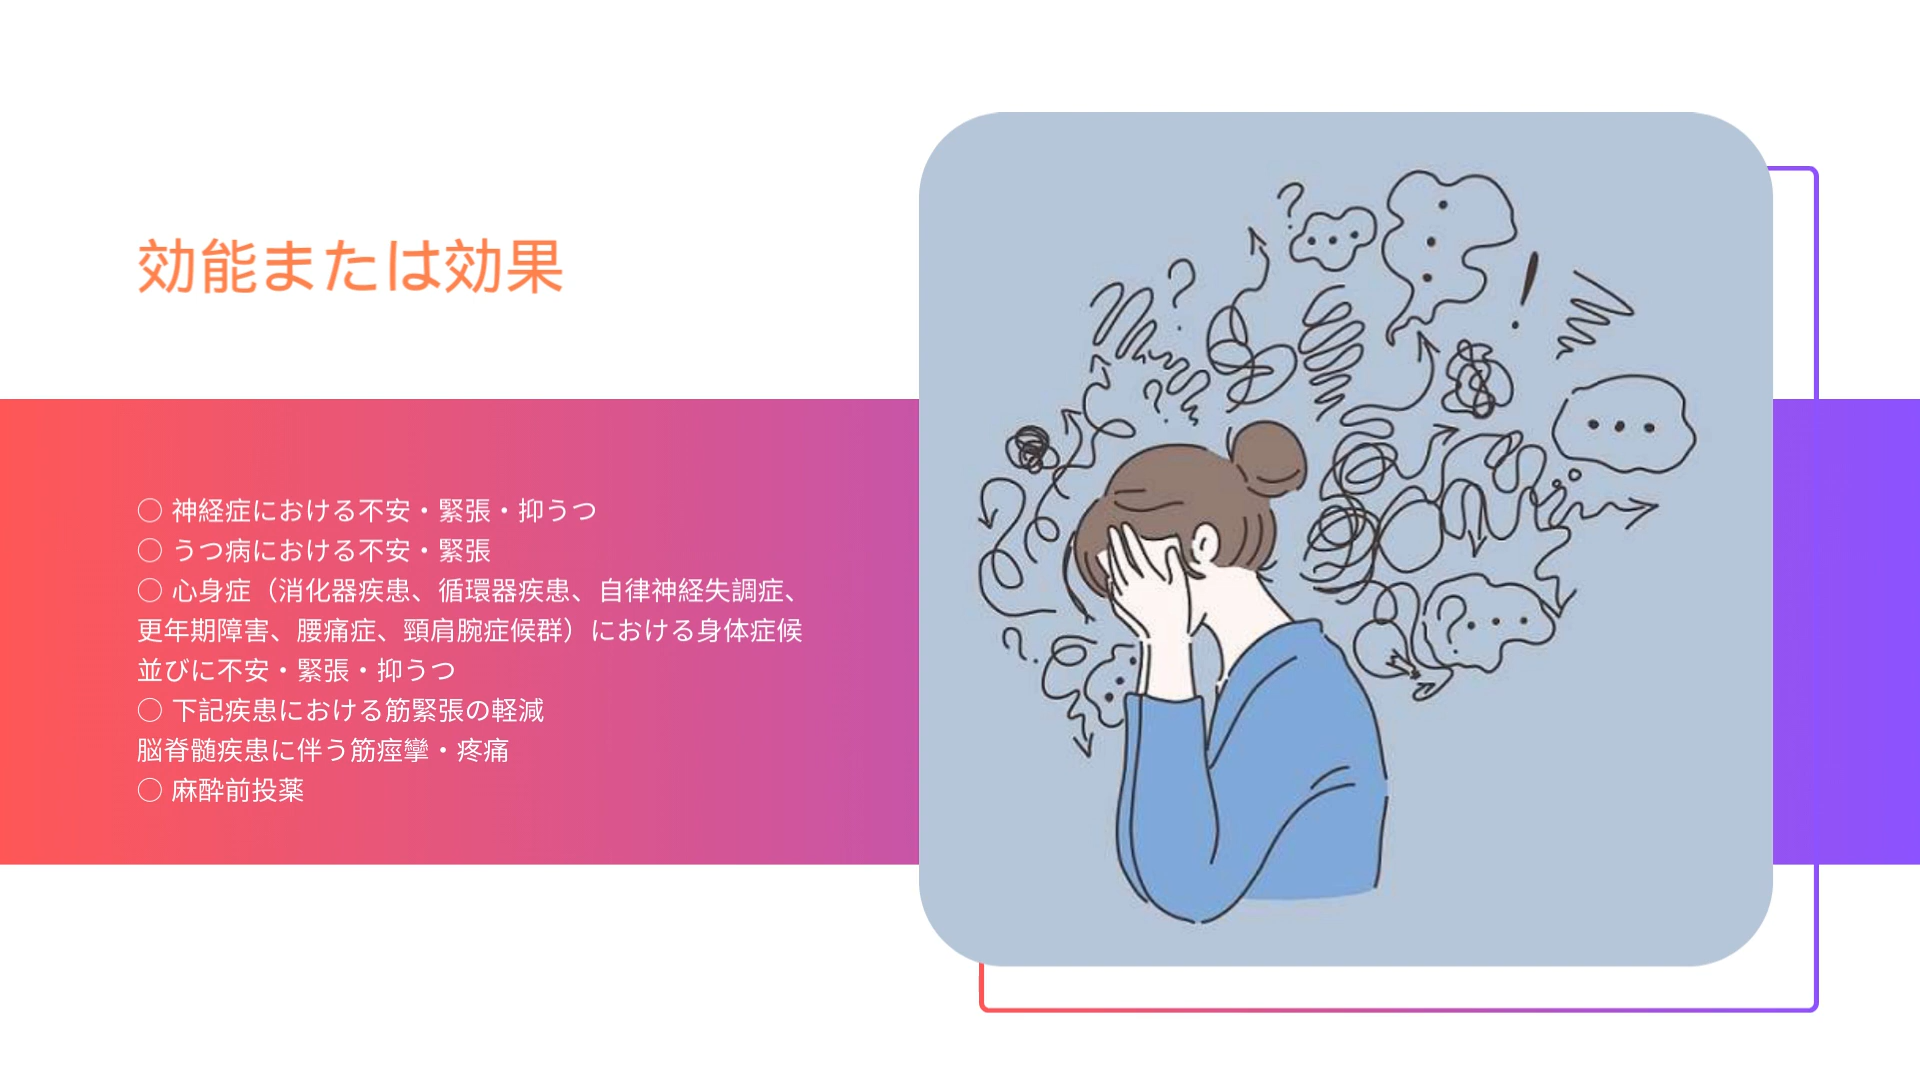 効能または効果
○ 神経症における不安・緊張・抑うつ
○ うつ病における不安・緊張
○ 心身症（消化器疾患、循環器疾患、自律神経失調症、
更年期障害、腰痛症、頸肩腕症候群）における身体症候
並びに不安・緊張・抑うつ
○ 下記疾患における筋緊張の軽減
脳脊髄疾患に伴う筋痙攣・疼痛
○ 麻酔前投薬